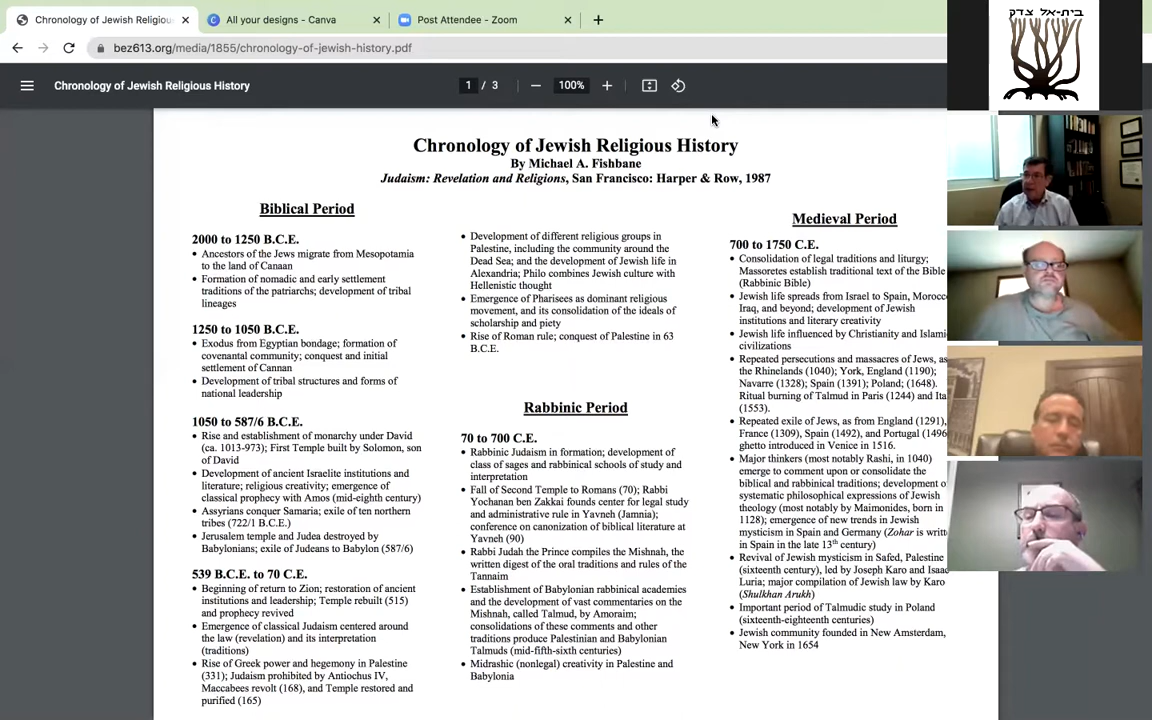 Chronology of Jewish Religious
All your designs - Canva
Post Attendee - Zoom
bez613.org/media/1855/chronology-of-jewish-history.pdf
Chronology of Jewish Religious History
1 / 3
100%
בית-אל צדק
Chronology of Jewish Religious History
By Michael A. Fishbane
Judaism: Revelation and Religions, San Francisco: Harper & Row, 1987
Biblical Period
2000 to 1250 B.C.E.
• Ancestors of the Jews migrate from Mesopotamia
to the land of Canaan
• Formation of nomadic and early settlement
traditions of the patriarchs; development of tribal
lineages
1250 to 1050 B.C.E.
• Exodus from Egyptian bondage; formation of
covenantal community; conquest and initial
settlement of Cannan
• Development of tribal structures and forms of
national leadership
1050 to 587/6 B.C.E.
• Rise and establishment of monarchy under David
(ca. 1013-973); First Temple built by Solomon, son
of David
• Development of ancient Israelite institutions and
literature; religious creativity; emergence of
classical prophecy with Amos (mid-eighth century)
• Assyrians conquer Samaria; exile of ten northern
tribes (722/1 B.C.E.)
• Jerusalem temple and Judea destroyed by
Babylonians; exile of Judeans to Babylon (587/6)
539 B.C.E. to 70 C.E.
• Beginning of return to Zion; restoration of ancient
institutions and leadership; Temple rebuilt (515)
and prophecy revived
• Emergence of classical Judaism centered around
the law (revelation) and its interpretation
(traditions)
• Rise of Greek power and hegemony in Palestine
(331); Judaism prohibited by Antiochus IV,
Maccabees revolt (168), and Temple restored and
purified (165)
• Development of different religious groups in
Palestine, including the community around the
Dead Sea; and the development of Jewish life in
Alexandria; Philo combines Jewish culture with
Hellenistic thought
• Emergence of Pharisees as dominant religious
movement, and its consolidation of the ideals of
scholarship and piety
• Rise of Roman rule; conquest of Palestine in 63
B.C.E.
Rabbinic Period
70 to 700 C.E.
• Rabbinic Judaism in formation; development of
class of sages and rabbinical schools of study and
interpretation
• Fall of Second Temple to Romans (70); Rabbi
Yochanan ben Zakkai founds center for legal study
and administrative rule in Yavneh (Jamnia);
conference on canonization of biblical literature at
Yavneh (90)
• Rabbi Judah the Prince compiles the Mishnah, the
written digest of the oral traditions and rules of the
Tannaim
• Establishment of Babylonian rabbinical academies
and the development of vast commentaries on the
Mishnah, called Talmud, by Amoraim;
consolidations of these comments and other
traditions produce Palestinian and Babylonian
Talmuds (mid-fifth-sixth centuries)
• Midrashic (nonlegal) creativity in Palestine and
Babylonia
Medieval Period
700 to 1750 C.E.
• Consolidation of legal traditions and liturgy;
Massoretes establish traditional text of the Bible
(Rabbinic Bible)
• Jewish life spreads from Israel to Spain, Morocc
Iraq, and beyond; development of Jewish
institutions and literary creativity
• Jewish life influenced by Christianity and Islami
civilizations
• Repeated persecutions and massacres of Jews, as
the Rhinelands (1040); York, England (1190);
Navarre (1328); Spain (1391); Poland; (1648).
Ritual burning of Talmud in Paris (1244) and Ita
(1553).
• Repeated exile of Jews, as from England (1291),
France (1309), Spain (1492), and Portugal (1496
ghetto introduced in Venice in 1516.
• Major thinkers (most notably Rashi, in 1040)
emerge to comment upon or consolidate the
biblical and rabbinical traditions; development o
systematic philosophical expressions of Jewish
theology (most notably by Maimonides, born in
1128); emergence of new trends in Jewish
mysticism in Spain and Germany (Zohar is writt
in Spain in the late 13th century)
• Revival of Jewish mysticism in Safed, Palestine
(sixteenth century), led by Joseph Karo and Isaac
Luria; major compilation of Jewish law by Karo
(Shulkhan Arukh)
• Important period of Talmudic study in Poland
(sixteenth-eighteenth centuries)
• Jewish community founded in New Amsterdam,
New York in 1654